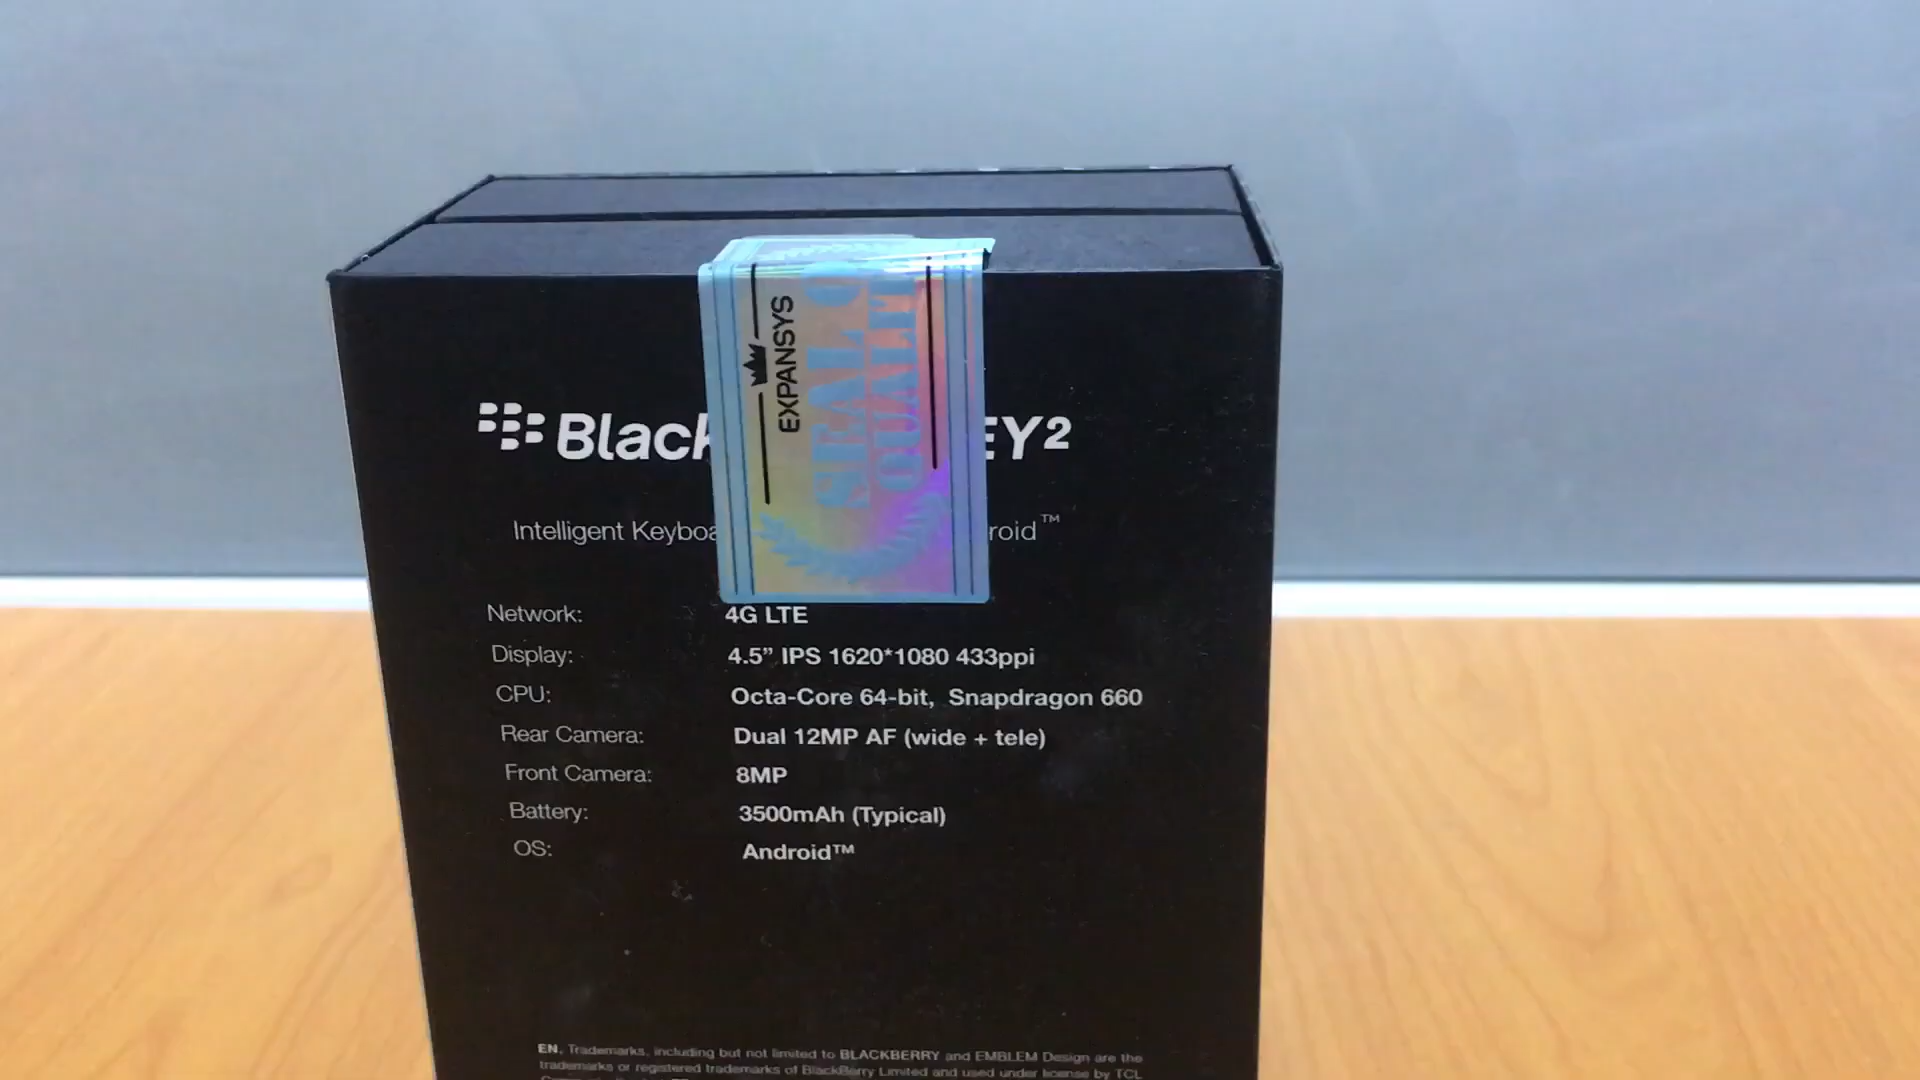 EXPANSYS
SEAL O
QUALIT
Black EY²
Intelligent Keyboa roid™
Network: 4G LTE
Display: 4.5” IPS 1620*1080 433ppi
CPU: Octa-Core 64-bit, Snapdragon 660
Rear Camera: Dual 12MP AF (wide + tele)
Front Camera: 8MP
Battery: 3500mAh (Typical)
OS: Android™
EN, Trademarks, including but not limited to BLACKBERRY and EMBLEM Design are the
trademarks or registered trademarks of BlackBerry Limited and used under license by TCL